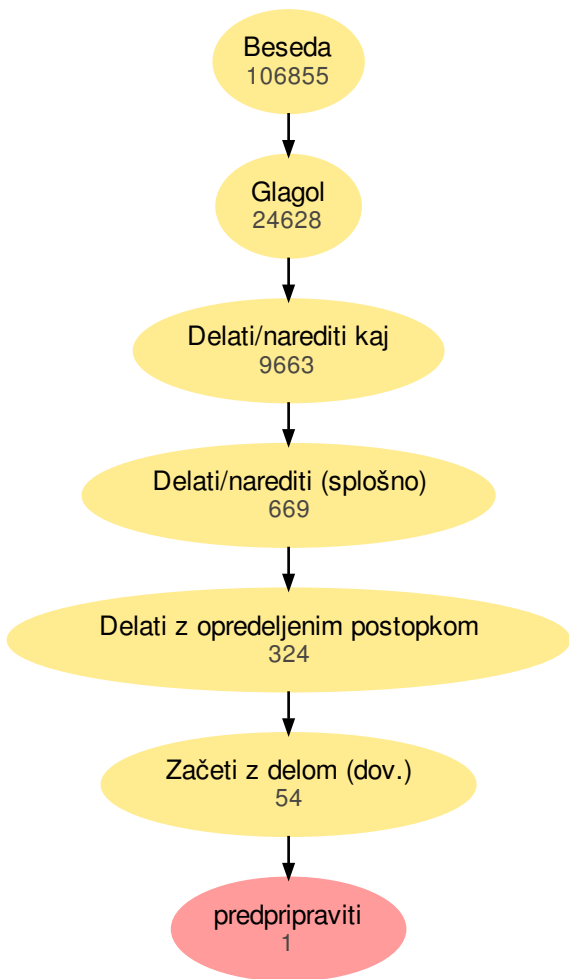 Beseda
106855
Glagol
24628
Delati/narediti kaj
9663
Delati/narediti (splošno)
669
Delati z opredeljenim postopkom
324
Začeti z delom (dov.)
54
predpripraviti
1